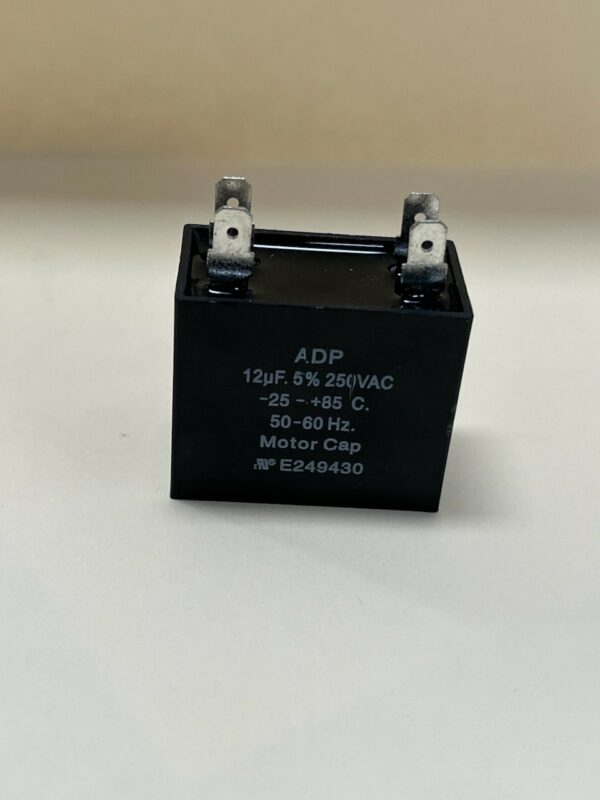 ADP
12µF. 5% 250VAC
-25 - +85 C.
50-60 Hz.
Motor Cap
® E249430